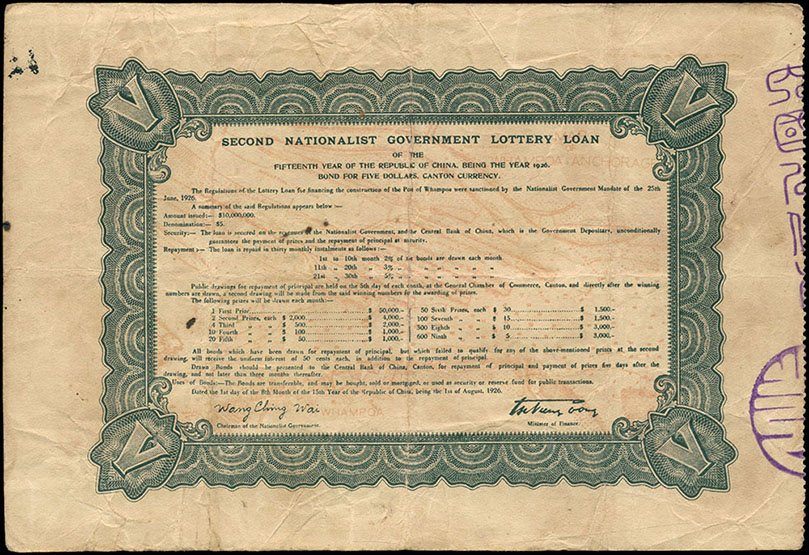 SECOND NATIONALIST GOVERNMENT LOTTERY LOAN
OF THE
FIFTEENTH YEAR OF THE REPUBLIC OF CHINA, BEING THE YEAR 1926.
BOND FOR FIVE DOLLARS, CANTON CURRENCY.
The Regulations of the Lottery Loan for financing the construction of the Port of Whampoa were sanctioned by the Nationalist Government Mandate of the 25th
June, 1926.
A summary of the said Regulations appears below :—
Amount issued:— $10,000,000.
Denomination:— $5.
Security:— The loan is secured on the revenues of the Nationalist Government, and the Central Bank of China, which is the Government Depositary, unconditionally
guarantees the payment of prizes and the repayment of principal at maturity.
Repayment:— The loan is repaid in thirty monthly instalments as follows :—
1st to 10th month 2% of the bonds are drawn each month.
11th „ 20th „ 3% „ „ „ „ „
21st „ 30th „ 5% „ „ „ „ „
Public drawings for repayment of principal are held on the 5th day of each month, at the General Chamber of Commerce, Canton, and directly after the winning
numbers are drawn, a second drawing will be made from the said winning numbers for the awarding of prizes.
The following prizes will be drawn each month:—
1 First Prize $ 50,000.— 50 Sixth Prizes, each $ 30 $ 1,500.—
2 Second Prizes, each $ 2,000 $ 4,000.— 100 Seventh „ „ $ 15 $ 1,500.—
4 Third „ „ $ 500 $ 2,000.— 300 Eighth „ „ $ 10 $ 3,000.—
10 Fourth „ „ $ 100 $ 1,000.— 600 Ninth „ „ $ 5 $ 3,000.—
20 Fifth „ „ $ 50 $ 1,000.—
All bonds which have been drawn for repayment of principal, but which failed to qualify for any of the above-mentioned prizes at the second
drawing, will receive the uniform interest of 50 cents each, in addition to the repayment of principal.
Drawn Bonds should be presented to the Central Bank of China, Canton, for repayment of principal and payment of prizes five days after the
drawing, and not later than three months thereafter.
Uses of Bonds:—The Bonds are transferable, and may be bought, sold or mortgaged, or used as security or reserve fund for public transactions.
Dated the 1st day of the 8th Month of the 15th Year of the Republic of China, being the 1st of August, 1926.
Wang Ching Wai
Chairman of the Nationalist Government. Minister of Finance.
V V
V V